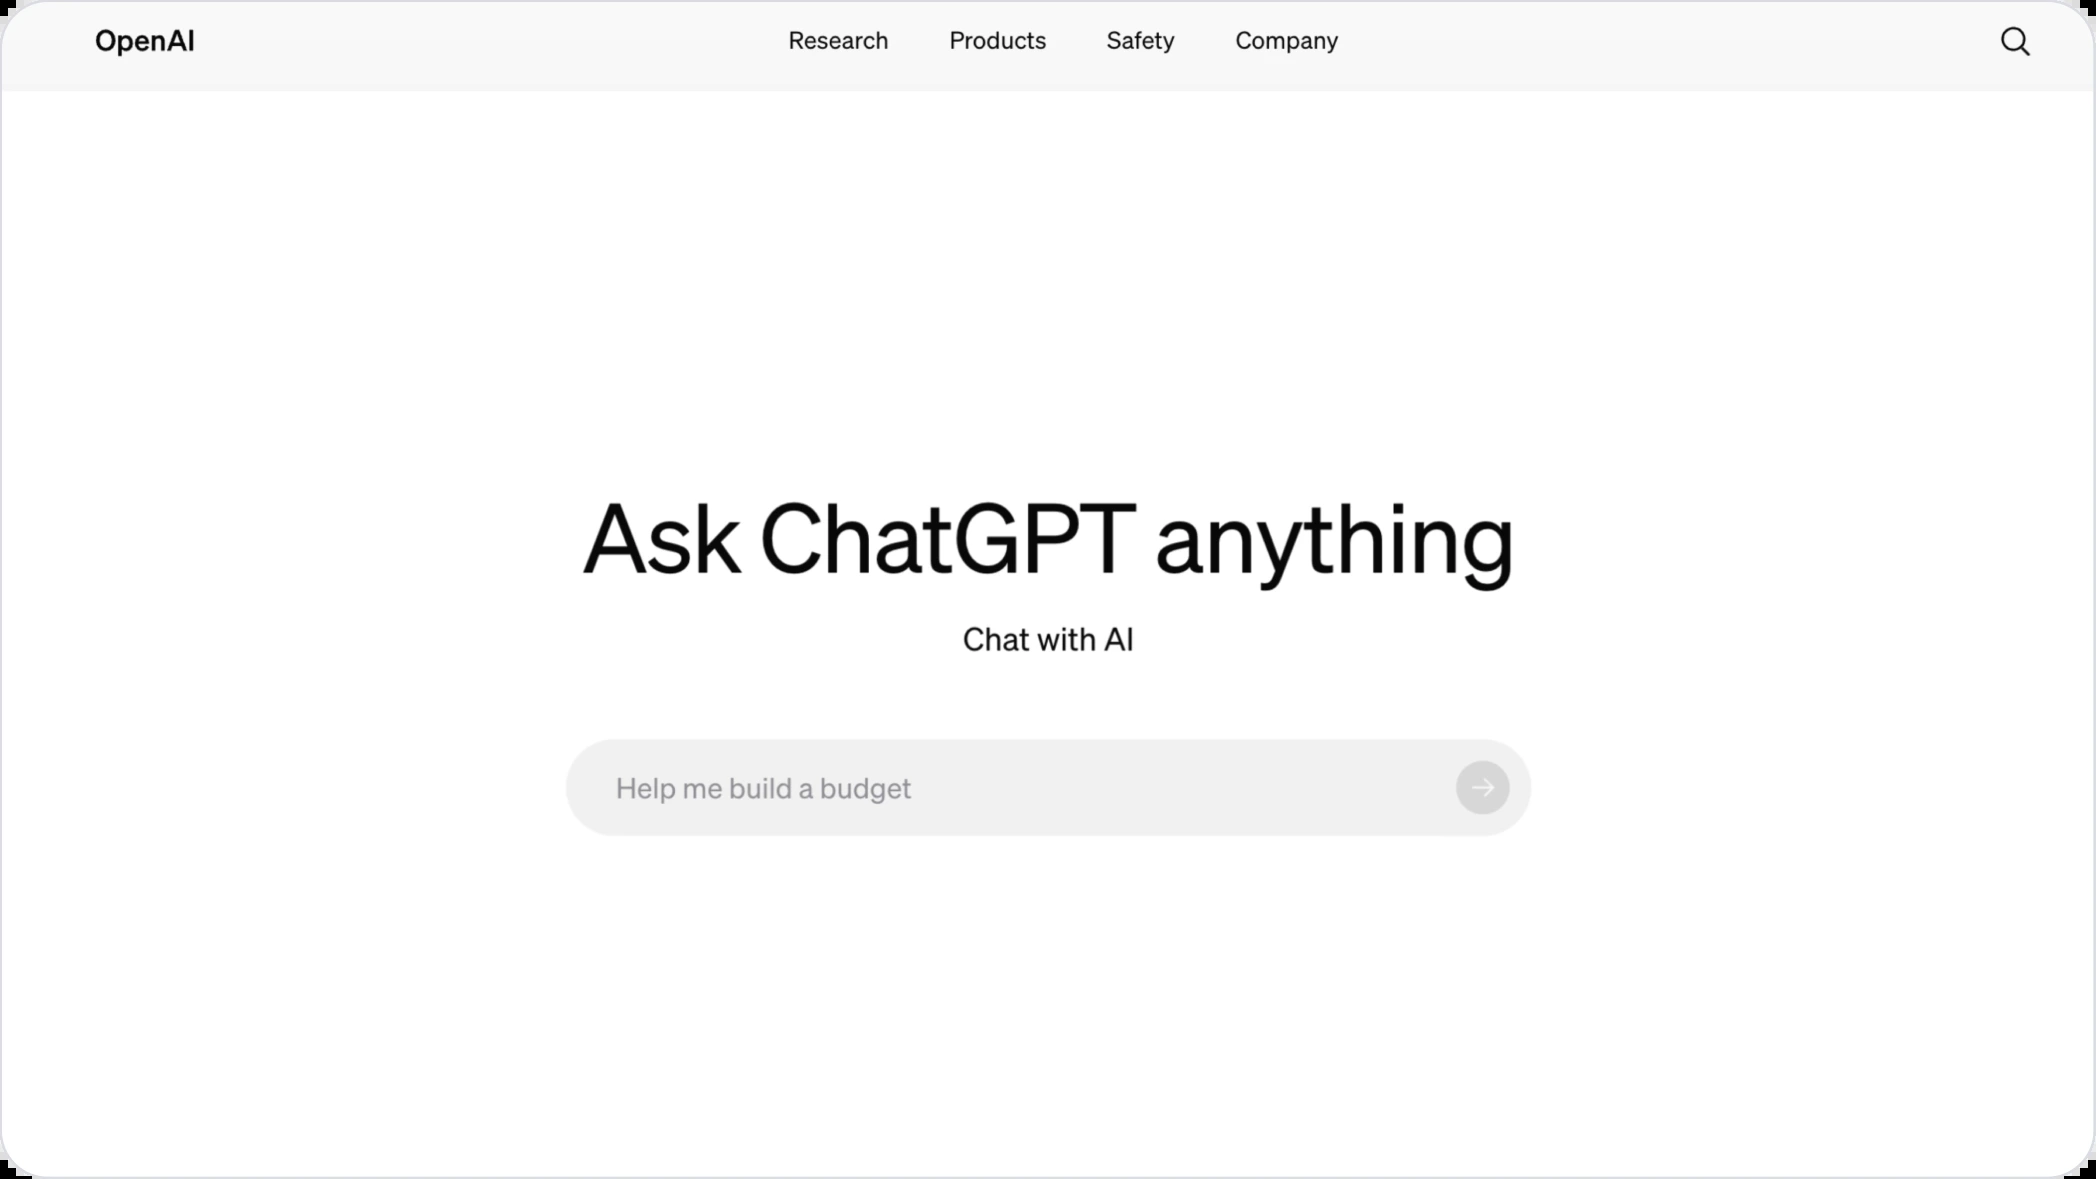 OpenAI
Research Products Safety Company
Ask ChatGPT anything
Chat with AI
Help me build a budget